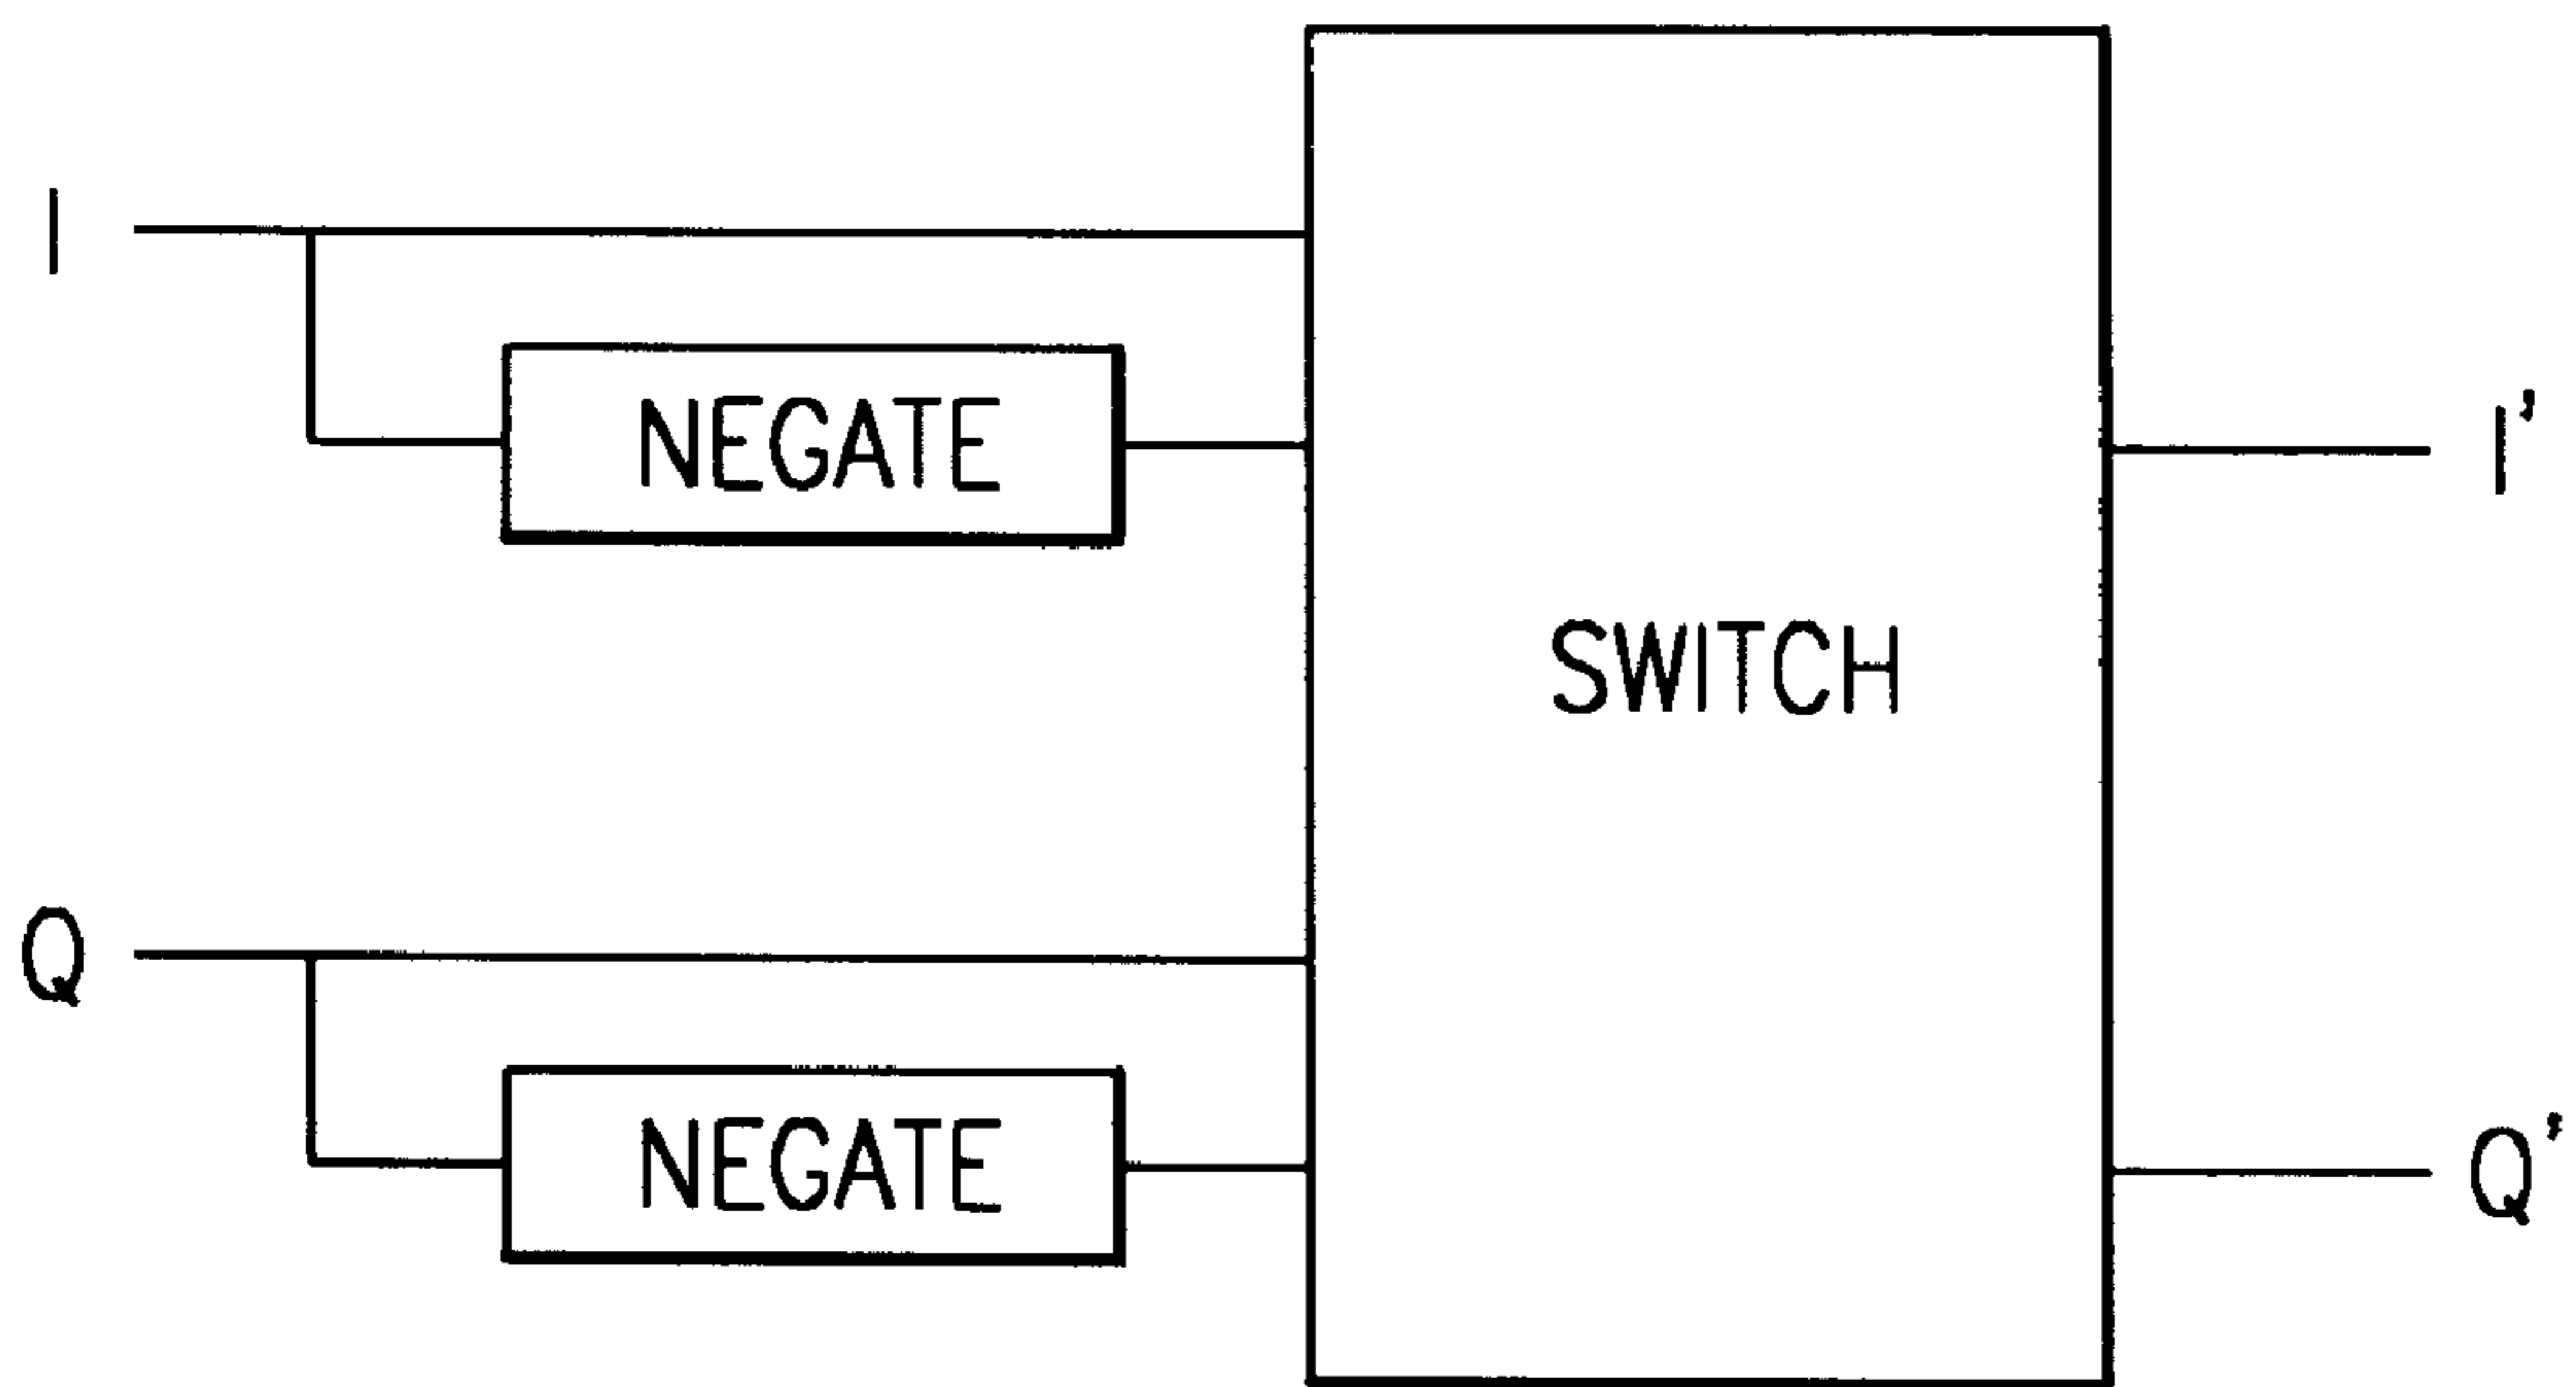 I
NEGATE
I'
SWITCH
Q
NEGATE
Q'